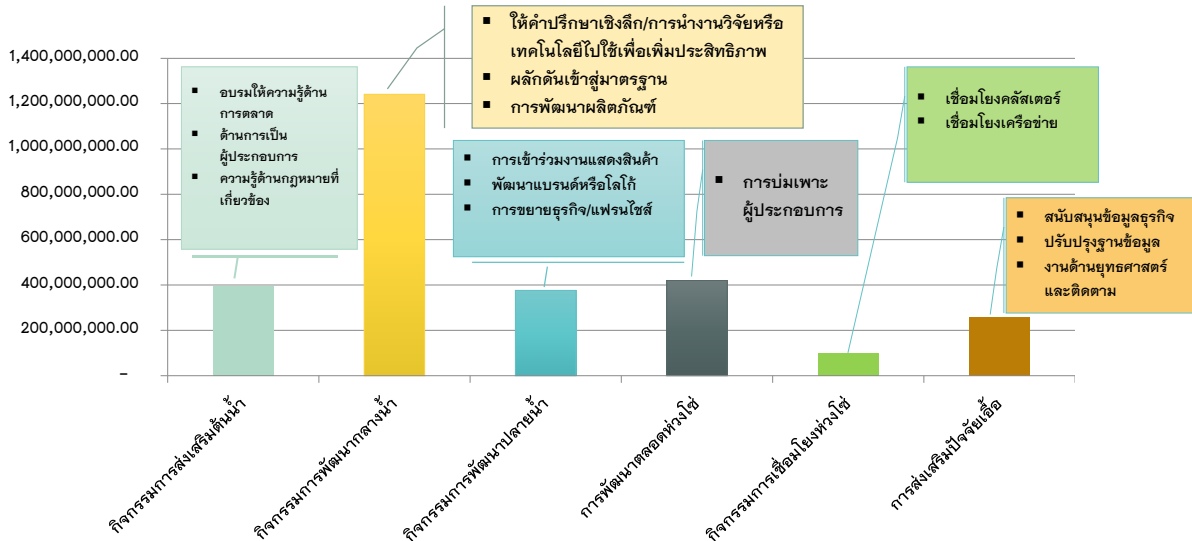 1,400,000,000.00
1,200,000,000.00
1,000,000,000.00
800,000,000.00
600,000,000.00
400,000,000.00
200,000,000.00
–
▪ อบรมให้ความรู้ด้าน
การตลาด
▪ ด้านการเป็น
ผู้ประกอบการ
▪ ความรู้ด้านกฎหมายที่
เกี่ยวข้อง
▪ ให้คำปรึกษาเชิงลึก/การนำงานวิจัยหรือ
เทคโนโลยีไปใช้เพื่อเพิ่มประสิทธิภาพ
▪ ผลักดันเข้าสู่มาตรฐาน
▪ การพัฒนาผลิตภัณฑ์
▪ การเข้าร่วมงานแสดงสินค้า
▪ พัฒนาแบรนด์หรือโลโก้
▪ การขยายธุรกิจ/แฟรนไชส์
▪ การบ่มเพาะ
ผู้ประกอบการ
▪ เชื่อมโยงคลัสเตอร์
▪ เชื่อมโยงเครือข่าย
▪ สนับสนุนข้อมูลธุรกิจ
▪ ปรับปรุงฐานข้อมูล
▪ งานด้านยุทธศาสตร์
และติดตาม
กิจกรรมการส่งเสริมต้นน้ำ
กิจกรรมการพัฒนากลางน้ำ
กิจกรรมการพัฒนาปลายน้ำ
การพัฒนาตลอดห่วงโซ่
กิจกรรมการเชื่อมโยงห่วงโซ่
การส่งเสริมปัจจัยเอื้อ